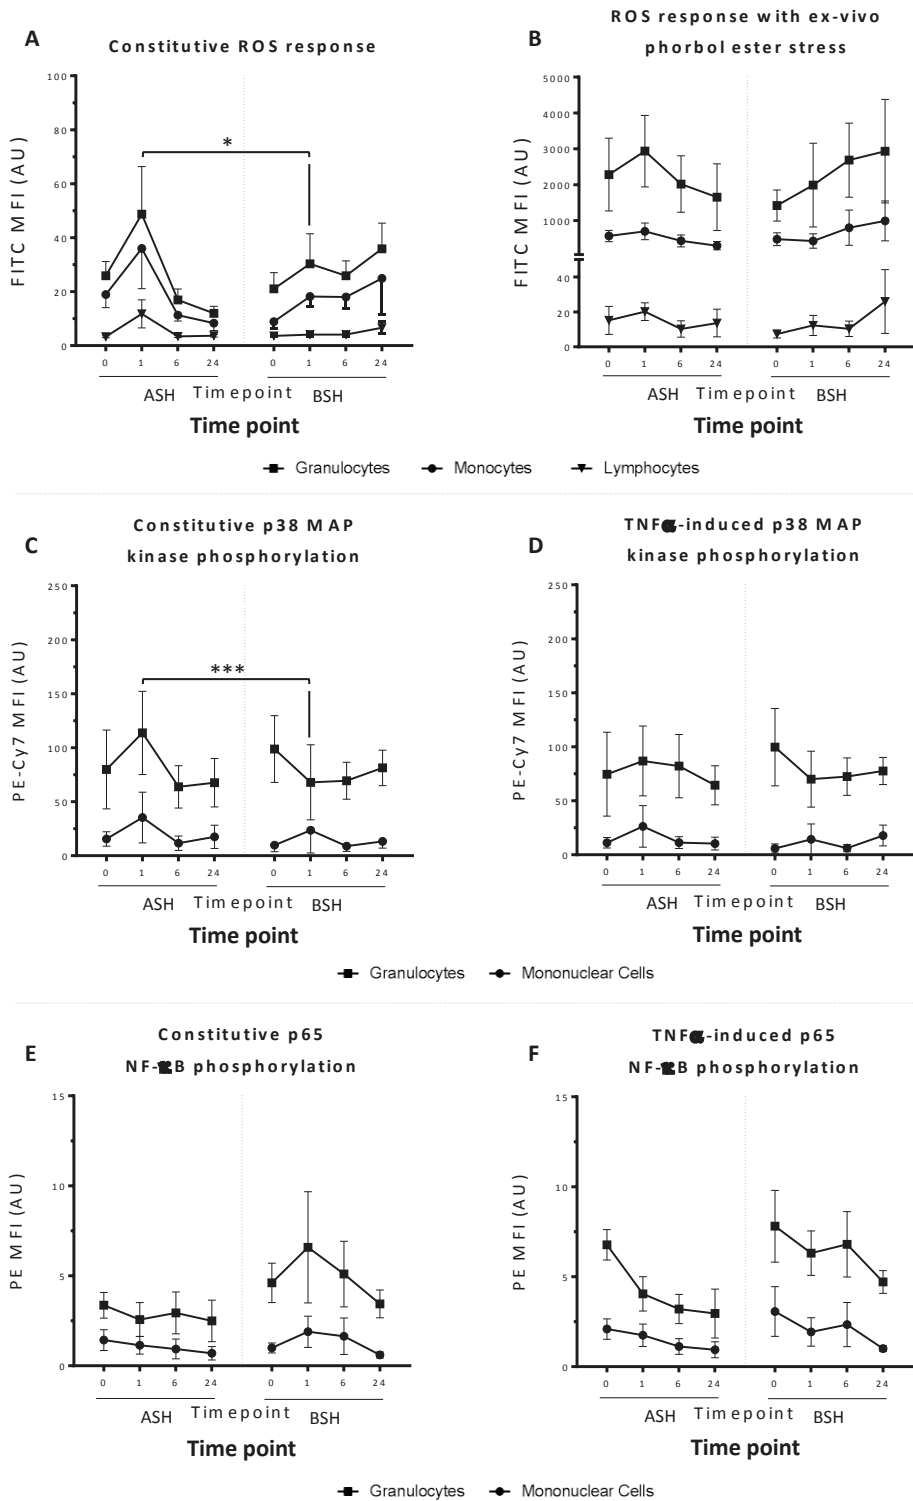 A
Constitutive ROS response
100
80
60
40
20
0
FITC MFI (AU)
*
0 1 6 24 0 1 6 24
ASH Timepoint BSH
Time point
B
ROS response with ex-vivo
phorbol ester stress
5000
4000
3000
2000
1000
40
20
0
FITC MFI (AU)
0 1 6 24 0 1 6 24
ASH Timepoint BSH
Time point
Granulocytes Monocytes Lymphocytes
C
Constitutive p38 MAP
kinase phosphorylation
250
200
150
100
50
0
PE-Cy7 MFI (AU)
***
0 1 6 24 0 1 6 24
ASH Timepoint BSH
Time point
D
TNFα-induced p38 MAP
kinase phosphorylation
250
200
150
100
50
0
PE-Cy7 MFI (AU)
0 1 6 24 0 1 6 24
ASH Timepoint BSH
Time point
Granulocytes Mononuclear Cells
E
Constitutive p65
NF-κB phosphorylation
15
10
5
0
PE MFI (AU)
0 1 6 24 0 1 6 24
ASH Timepoint BSH
Time point
F
TNFα-induced p65
NF-κB phosphorylation
15
10
5
0
PE MFI (AU)
0 1 6 24 0 1 6 24
ASH Timepoint BSH
Time point
Granulocytes Mononuclear Cells